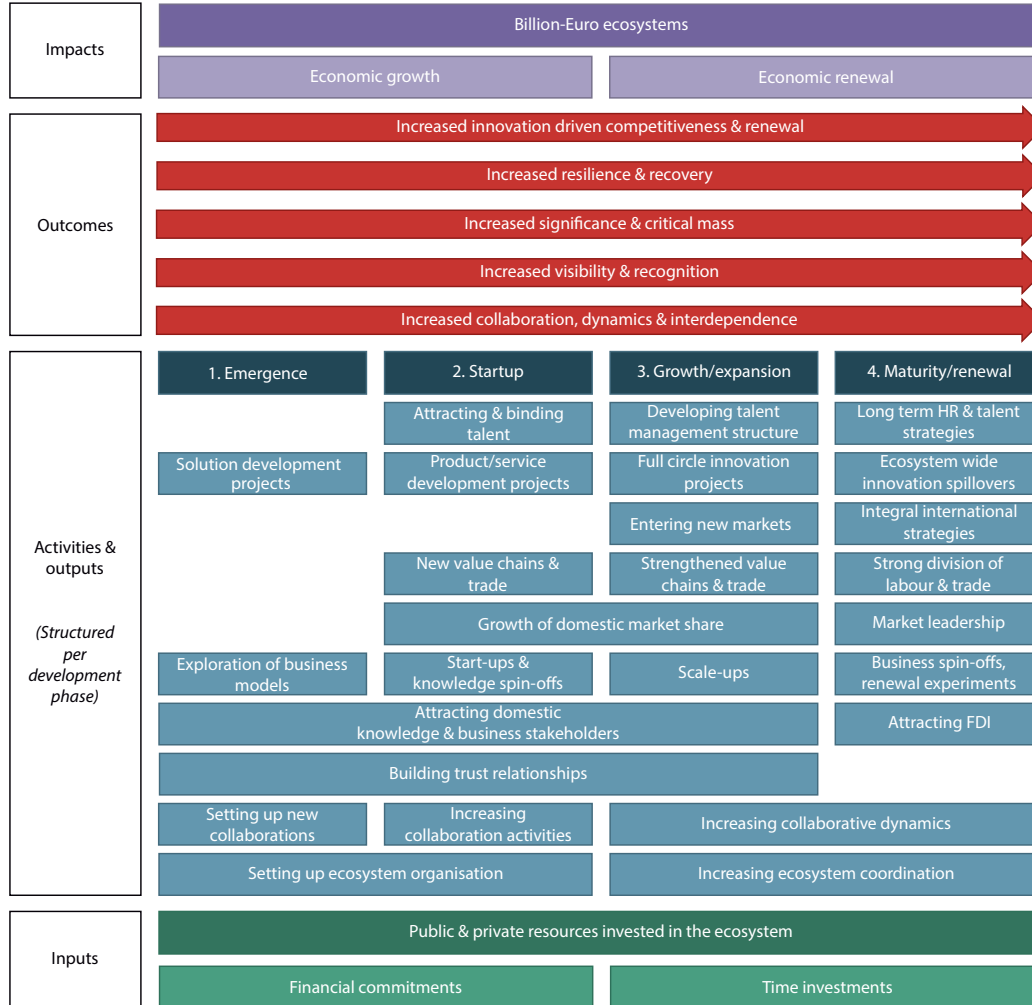 Impacts
Billion-Euro ecosystems
Economic growth
Economic renewal
Outcomes
Increased innovation driven competitiveness & renewal
Increased resilience & recovery
Increased significance & critical mass
Increased visibility & recognition
Increased collaboration, dynamics & interdependence
Activities &
outputs
(Structured
per
development
phase)
1. Emergence
2. Startup
3. Growth/expansion
4. Maturity/renewal
Attracting & binding
talent
Developing talent
management structure
Long term HR & talent
strategies
Solution development
projects
Product/service
development projects
Full circle innovation
projects
Ecosystem wide
innovation spillovers
Entering new markets
Integral international
strategies
New value chains &
trade
Strengthened value
chains & trade
Strong division of
labour & trade
Growth of domestic market share
Market leadership
Exploration of business
models
Start-ups &
knowledge spin-offs
Scale-ups
Business spin-offs,
renewal experiments
Attracting domestic
knowledge & business stakeholders
Attracting FDI
Building trust relationships
Setting up new
collaborations
Increasing
collaboration activities
Increasing collaborative dynamics
Setting up ecosystem organisation
Increasing ecosystem coordination
Inputs
Public & private resources invested in the ecosystem
Financial commitments
Time investments